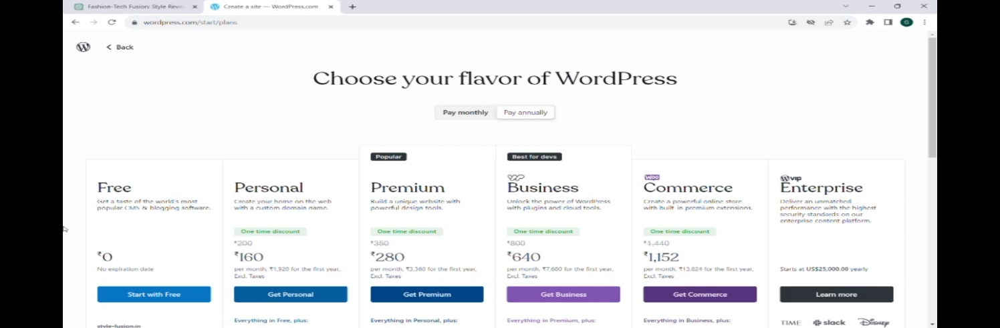 Fashion-Tech Fusion: Style Revo
Create a site — WordPress.com
wordpress.com/start/plans
G
Back
Choose your flavor of WordPress
Pay monthly
Pay annually
Popular
Best for devs
Free
Get a taste of the world's most
popular CMS & blogging software.
₹0
No expiration date
Start with Free
style-fusion.in
Personal
Create your home on the web
with a custom domain name.
One time discount
₹200
₹160
per month, ₹1,920 for the first year,
Excl. Taxes
Get Personal
Everything in Free, plus:
Premium
Build a unique website with
powerful design tools.
One time discount
₹350
₹280
per month, ₹3,360 for the first year,
Excl. Taxes
Get Premium
Everything in Personal, plus:
Business
Unlock the power of WordPress
with plugins and cloud tools.
One time discount
₹800
₹640
per month, ₹7,680 for the first year,
Excl. Taxes
Get Business
Everything in Premium, plus:
Woo
Commerce
Create a powerful online store
with built-in premium extensions.
One time discount
₹1,440
₹1,152
per month, ₹13,824 for the first year,
Excl. Taxes
Get Commerce
Everything in Business, plus:
vip
Enterprise
Deliver an unmatched
performance with the highest
security standards on our
enterprise content platform.
Starts at US$25,000.00 yearly
Learn more
TIME slack Disney